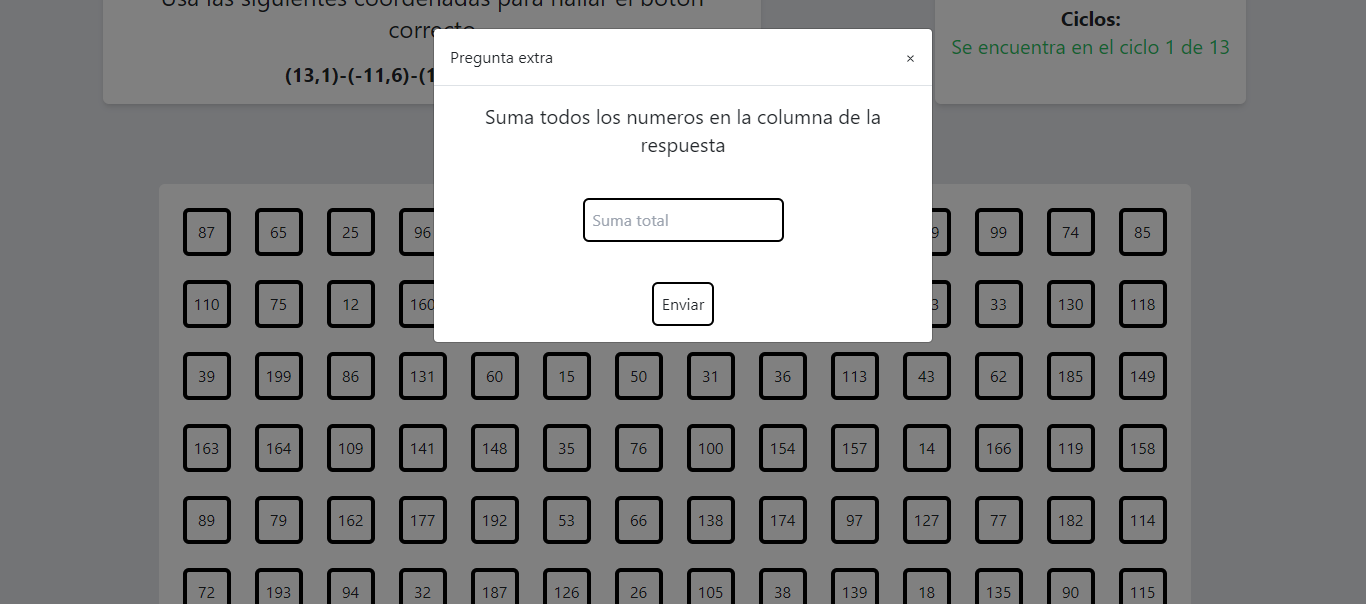 Usa las siguientes coordenadas para hallar el botón
correcto
(13,1)-(-11,6)-(1
Ciclos:
Se encuentra en el ciclo 1 de 13
Pregunta extra ×
Suma todos los numeros en la columna de la
respuesta
Suma total
Enviar
87 65 25 96 99 74 85
110 75 12 160 33 130 118
39 199 86 131 60 15 50 31 36 113 43 62 185 149
163 164 109 141 148 35 76 100 154 157 14 166 119 158
89 79 162 177 192 53 66 138 174 97 127 77 182 114
72 193 94 32 187 126 26 105 38 139 18 135 90 115